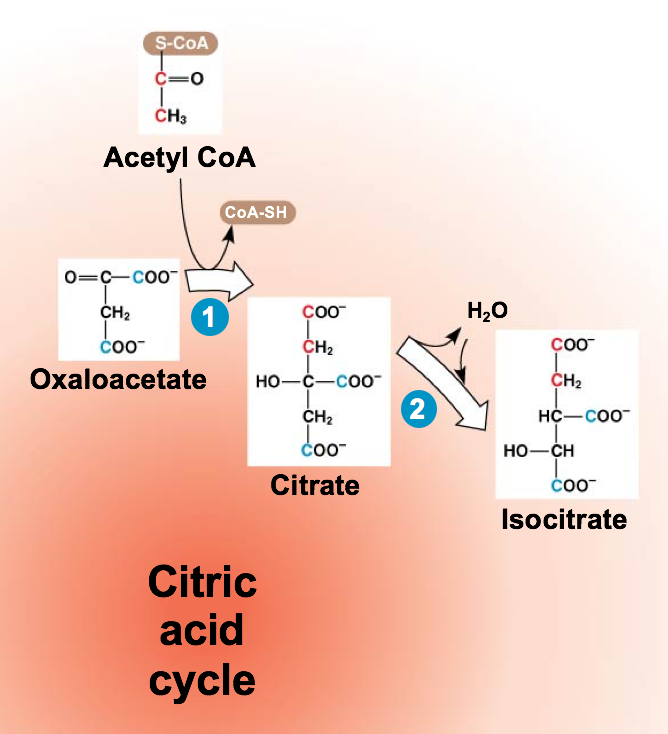 S-CoA
C=O
CH₃
Acetyl CoA
CoA-SH
O=C—COO⁻
CH₂
COO⁻
Oxaloacetate
1
COO⁻
CH₂
HO—C—COO⁻
CH₂
COO⁻
Citrate
H₂O
2
COO⁻
CH₂
HC—COO⁻
HO—CH
COO⁻
Isocitrate
Citric
acid
cycle